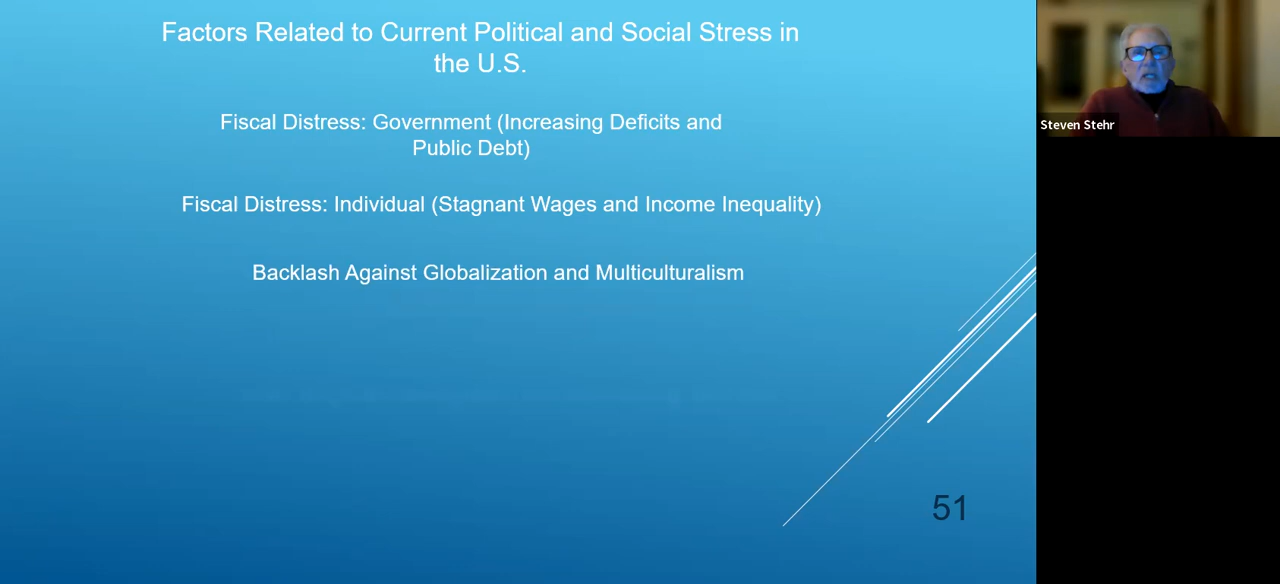 Factors Related to Current Political and Social Stress in
the U.S.
Fiscal Distress: Government (Increasing Deficits and
Public Debt)
Fiscal Distress: Individual (Stagnant Wages and Income Inequality)
Backlash Against Globalization and Multiculturalism
51
Steven Stehr